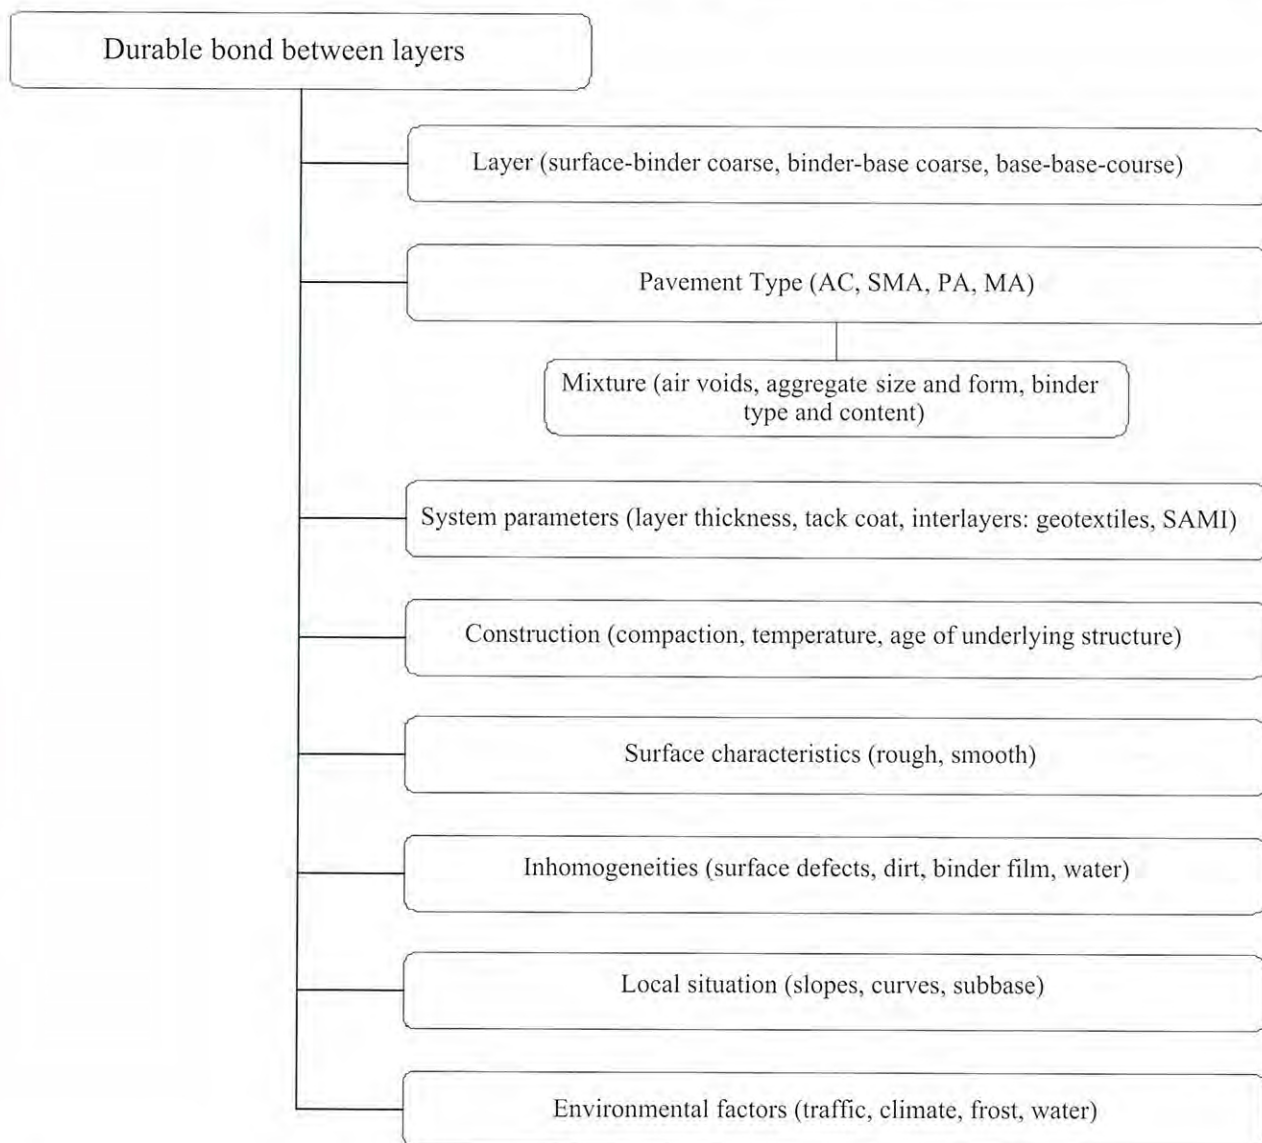 Durable bond between layers
Layer (surface-binder coarse, binder-base coarse, base-base-course)
Pavement Type (AC, SMA, PA, MA)
Mixture (air voids, aggregate size and form, binder
type and content)
System parameters (layer thickness, tack coat, interlayers: geotextiles, SAMI)
Construction (compaction, temperature, age of underlying structure)
Surface characteristics (rough, smooth)
Inhomogeneities (surface defects, dirt, binder film, water)
Local situation (slopes, curves, subbase)
Environmental factors (traffic, climate, frost, water)